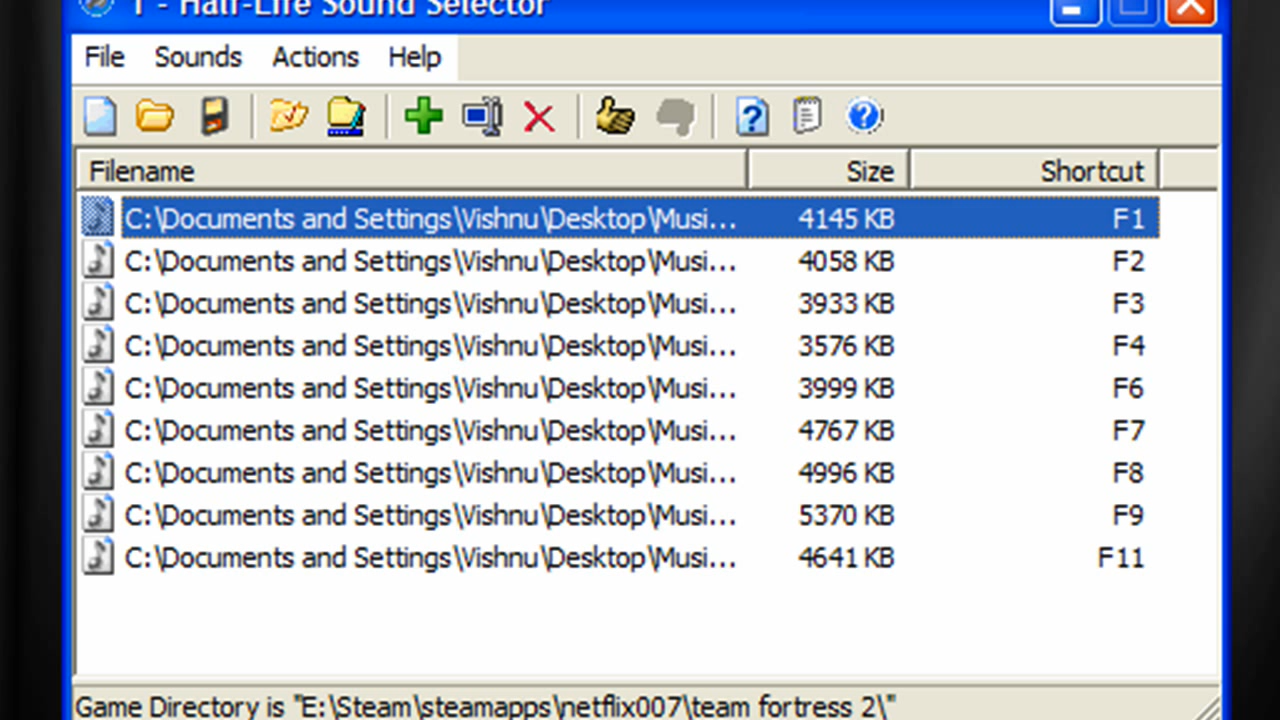 1 - Half-Life Sound Selector
File Sounds Actions Help
Filename Size Shortcut
C:\Documents and Settings\Vishnu\Desktop\Musi... 4145 KB F1
C:\Documents and Settings\Vishnu\Desktop\Musi... 4058 KB F2
C:\Documents and Settings\Vishnu\Desktop\Musi... 3933 KB F3
C:\Documents and Settings\Vishnu\Desktop\Musi... 3576 KB F4
C:\Documents and Settings\Vishnu\Desktop\Musi... 3999 KB F6
C:\Documents and Settings\Vishnu\Desktop\Musi... 4767 KB F7
C:\Documents and Settings\Vishnu\Desktop\Musi... 4996 KB F8
C:\Documents and Settings\Vishnu\Desktop\Musi... 5370 KB F9
C:\Documents and Settings\Vishnu\Desktop\Musi... 4641 KB F11
Game Directory is "E:\Steam\steamapps\netflix007\team fortress 2\"